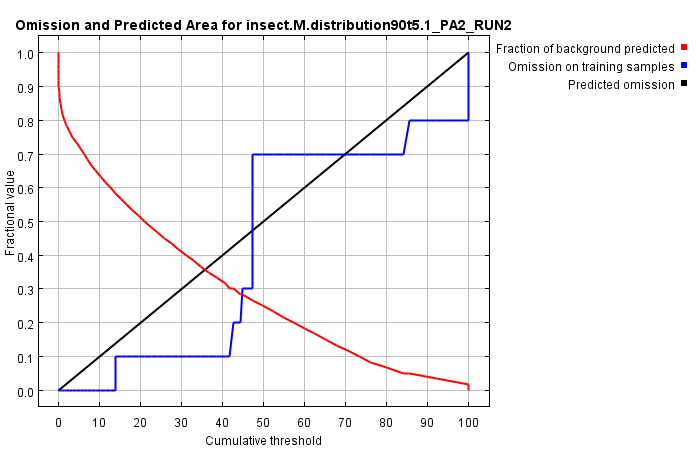 Omission and Predicted Area for insect.M.distribution90t5.1_PA2_RUN2
Fraction of background predicted
Omission on training samples
Predicted omission
Fractional value
1.0
0.9
0.8
0.7
0.6
0.5
0.4
0.3
0.2
0.1
0.0
0 10 20 30 40 50 60 70 80 90 100
Cumulative threshold